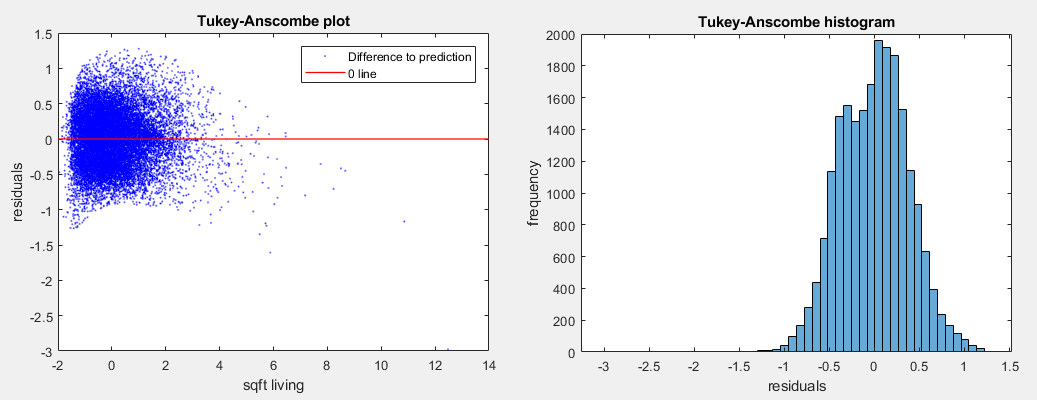 Tukey-Anscombe plot
1.5
1
0.5
0
-0.5
-1
-1.5
-2
-2.5
-3
residuals
-2 0 2 4 6 8 10 12 14
sqft living
Difference to prediction
0 line
Tukey-Anscombe histogram
2000
1800
1600
1400
1200
1000
800
600
400
200
0
frequency
-3 -2.5 -2 -1.5 -1 -0.5 0 0.5 1 1.5
residuals